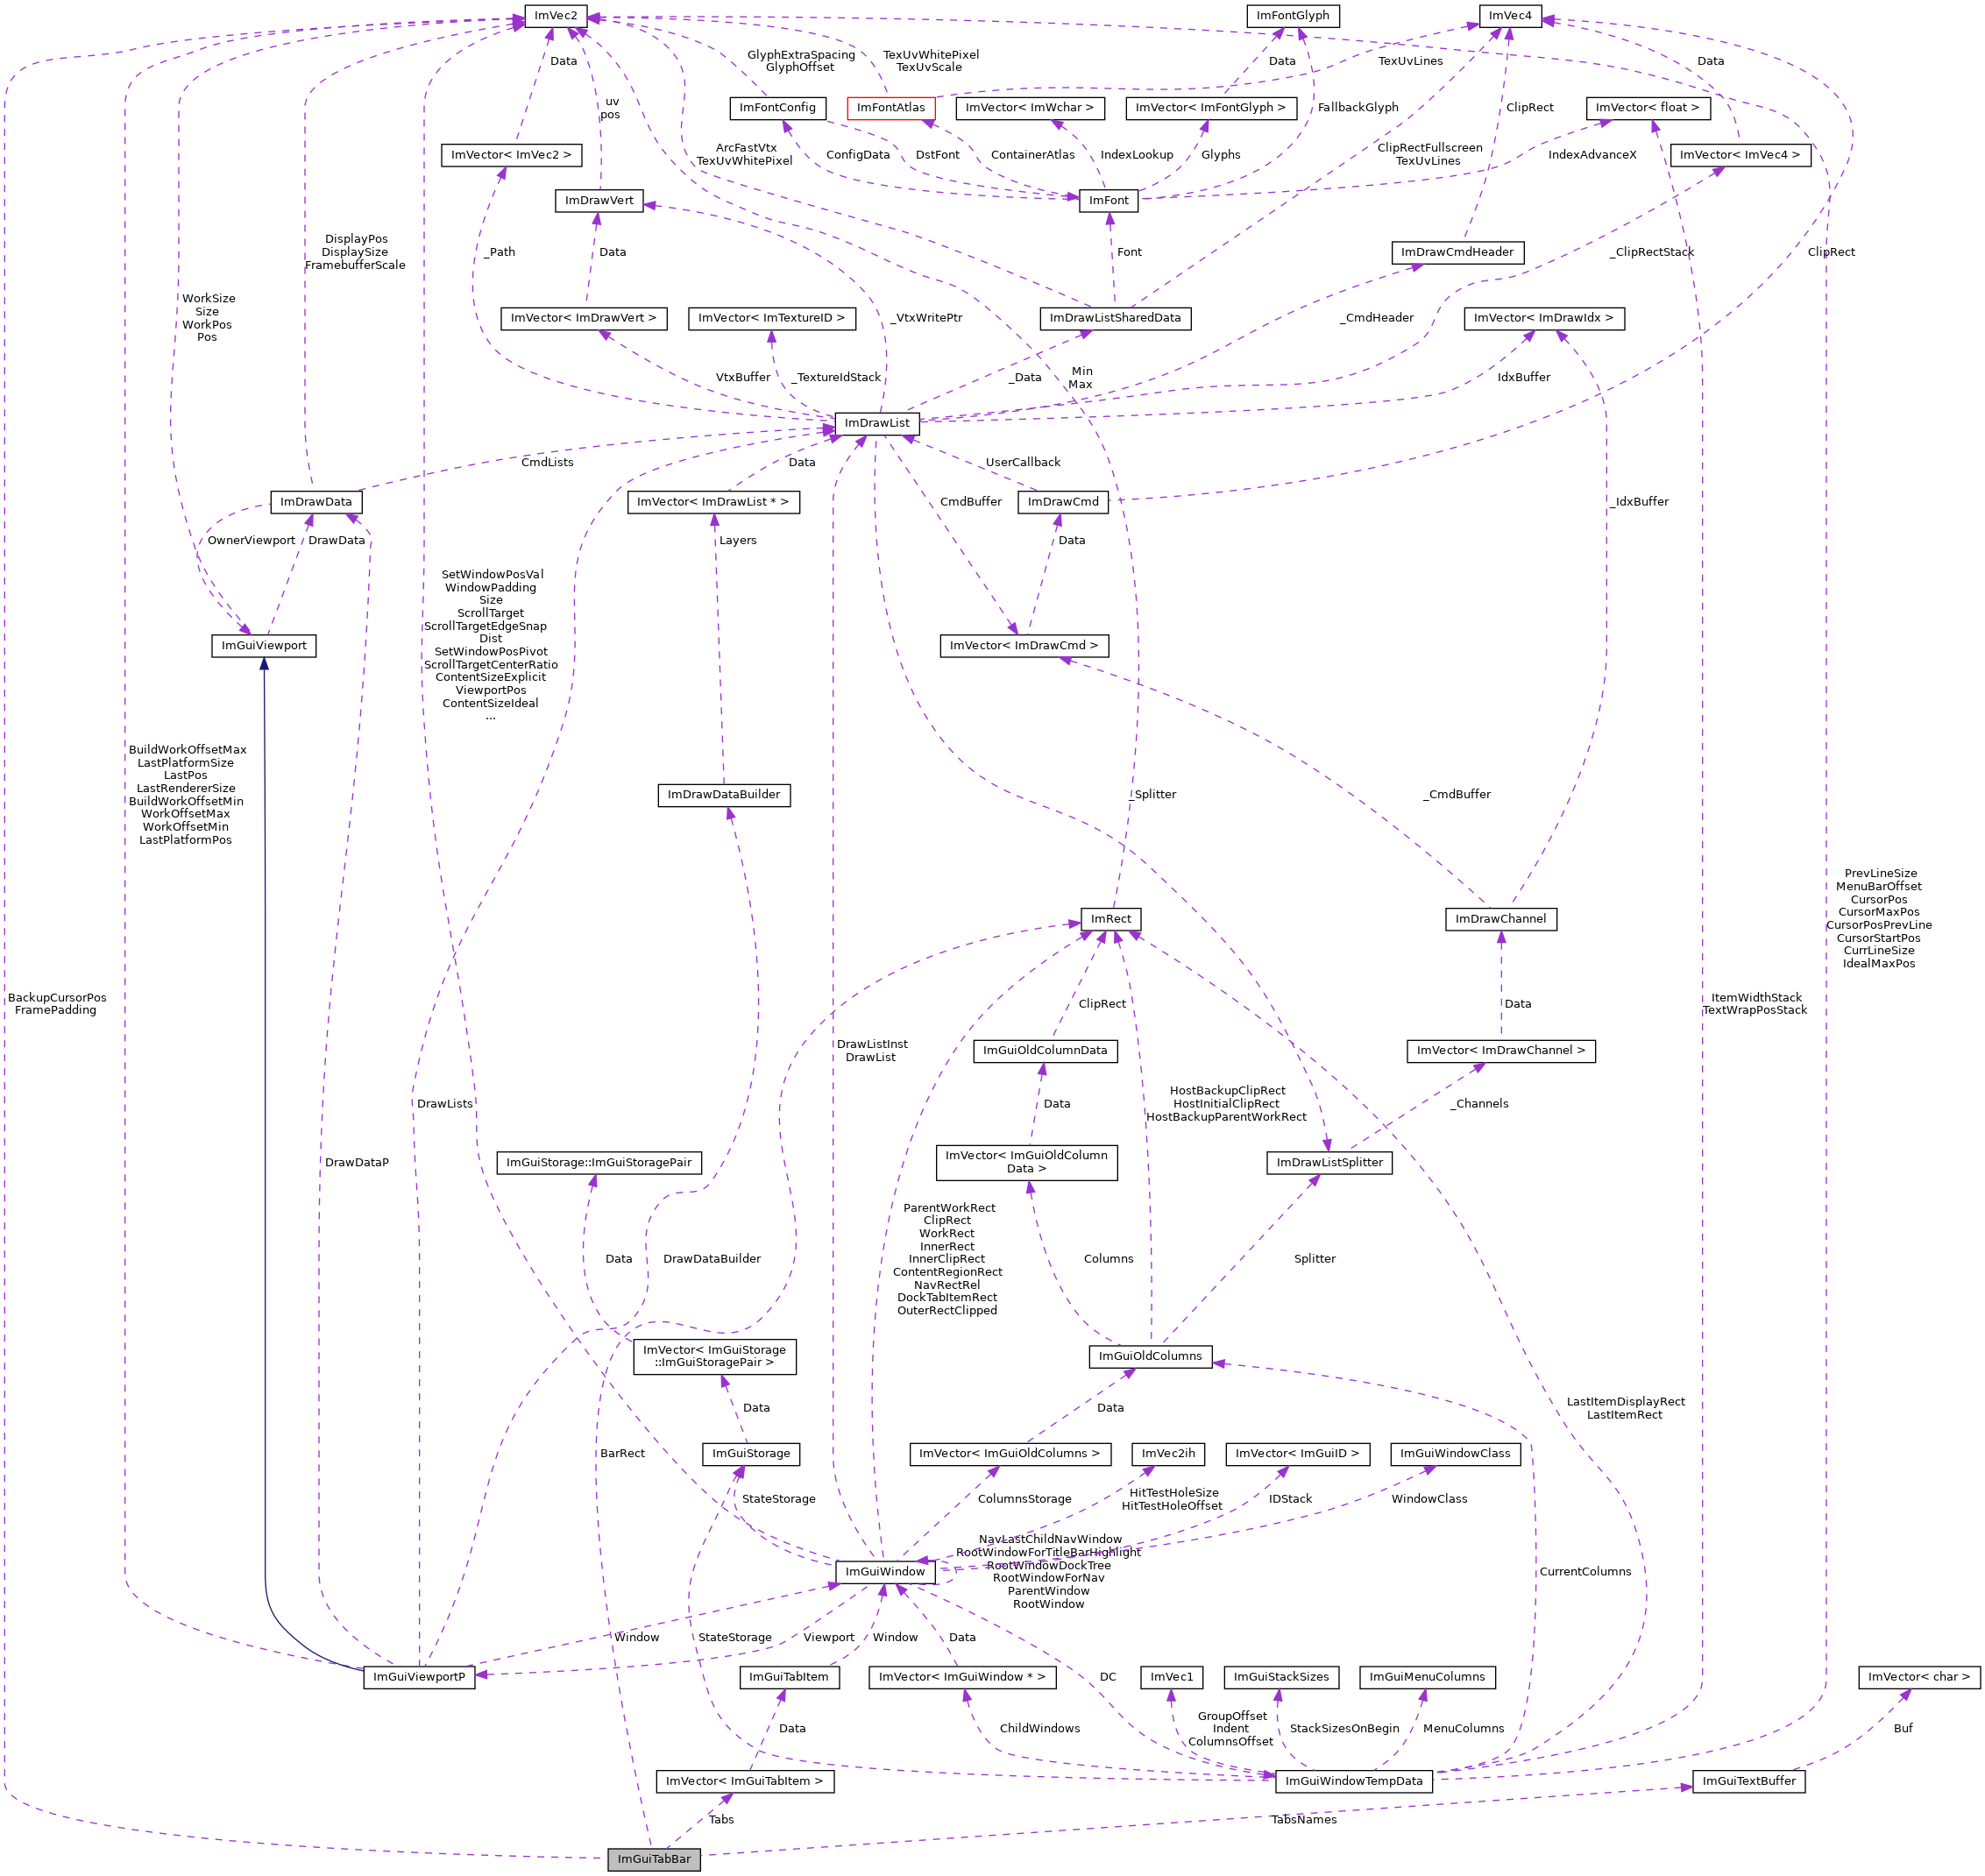 ImVec2
ImFontGlyph
ImVec4
GlyphExtraSpacing
GlyphOffset
TexUvWhitePixel
TexUvScale
Data
Data
TexUvLines
Data
ImFontConfig
ImFontAtlas
ImVector< ImWchar >
ImVector< ImFontGlyph >
ImVector< float >
uv
pos
FallbackGlyph
ClipRect
ImVector< ImVec2 >
ArcFastVtx
TexUvWhitePixel
ConfigData
DstFont
ContainerAtlas
IndexLookup
Glyphs
ClipRectFullscreen
TexUvLines
IndexAdvanceX
ImVector< ImVec4 >
ImDrawVert
ImFont
DisplayPos
DisplaySize
FramebufferScale
_Path
Data
Font
ImDrawCmdHeader
_ClipRectStack
ClipRect
WorkSize
Size
WorkPos
Pos
ImVector< ImDrawVert >
ImVector< ImTextureID >
_VtxWritePtr
ImDrawListSharedData
_CmdHeader
ImVector< ImDrawIdx >
VtxBuffer
_TextureIdStack
_Data
Min
Max
IdxBuffer
ImDrawList
CmdLists
Data
UserCallback
ImDrawData
ImVector< ImDrawList * >
CmdBuffer
ImDrawCmd
_IdxBuffer
OwnerViewport
DrawData
Layers
Data
SetWindowPosVal
WindowPadding
Size
ScrollTarget
ScrollTargetEdgeSnap
Dist
SetWindowPosPivot
ScrollTargetCenterRatio
ContentSizeExplicit
ViewportPos
ContentSizeIdeal
...
ImGuiViewport
ImVector< ImDrawCmd >
BuildWorkOffsetMax
LastPlatformSize
LastPos
LastRendererSize
BuildWorkOffsetMin
WorkOffsetMax
WorkOffsetMin
LastPlatformPos
ImDrawDataBuilder
_Splitter
_CmdBuffer
PrevLineSize
MenuBarOffset
CursorPos
CursorMaxPos
CursorPosPrevLine
CursorStartPos
CurrLineSize
IdealMaxPos
ImRect
ImDrawChannel
BackupCursorPos
FramePadding
ClipRect
Data
ItemWidthStack
TextWrapPosStack
DrawListInst
DrawList
ImGuiOldColumnData
ImVector< ImDrawChannel >
DrawLists
Data
HostBackupClipRect
HostInitialClipRect
HostBackupParentWorkRect
_Channels
DrawDataP
ImGuiStorage::ImGuiStoragePair
ImVector< ImGuiOldColumn
Data >
ImDrawListSplitter
ParentWorkRect
ClipRect
WorkRect
InnerRect
InnerClipRect
ContentRegionRect
NavRectRel
DockTabItemRect
OuterRectClipped
Data
DrawDataBuilder
Columns
Splitter
ImVector< ImGuiStorage
::ImGuiStoragePair >
ImGuiOldColumns
Data
Data
LastItemDisplayRect
LastItemRect
BarRect
ImGuiStorage
ImVector< ImGuiOldColumns >
ImVec2ih
ImVector< ImGuiID >
ImGuiWindowClass
StateStorage
ColumnsStorage
HitTestHoleSize
HitTestHoleOffset
IDStack
WindowClass
ImGuiWindow
NavLastChildNavWindow
RootWindowForTitleBarHighlight
RootWindowDockTree
RootWindowForNav
ParentWindow
RootWindow
CurrentColumns
Window
StateStorage
Viewport
Window
Data
DC
ImGuiViewportP
ImGuiTabItem
ImVector< ImGuiWindow * >
ImVec1
ImGuiStackSizes
ImGuiMenuColumns
ImVector< char >
Data
ChildWindows
GroupOffset
Indent
ColumnsOffset
StackSizesOnBegin
MenuColumns
Buf
ImVector< ImGuiTabItem >
ImGuiWindowTempData
ImGuiTextBuffer
Tabs
TabsNames
ImGuiTabBar